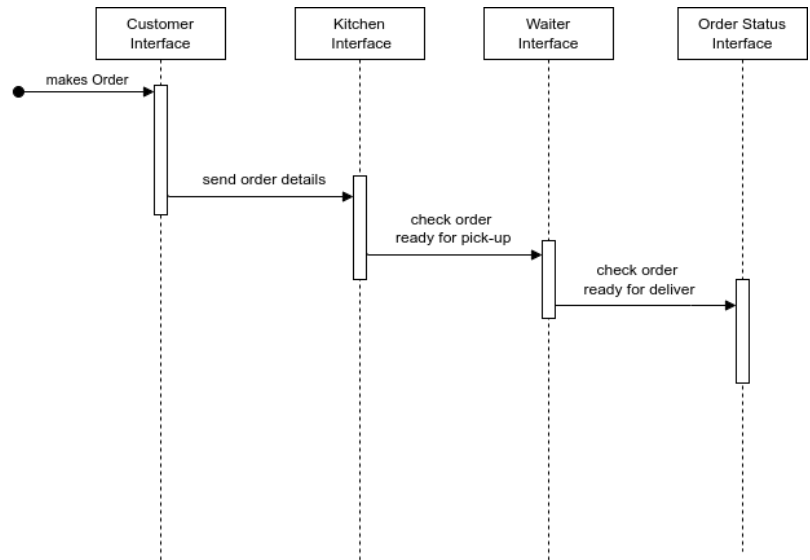 Customer
Interface
Kitchen
Interface
Waiter
Interface
Order Status
Interface
makes Order
send order details
check order
ready for pick-up
check order
ready for deliver